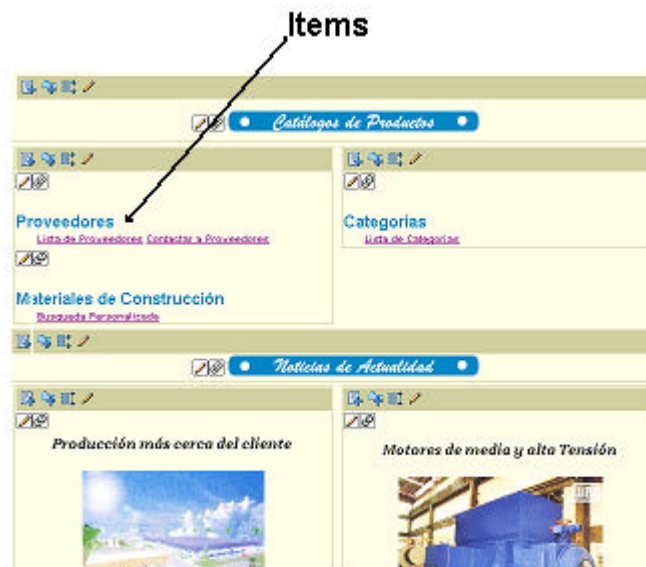 Items
Catálogos de Productos
Proveedores
Lista de Proveedores Contactar a Proveedores
Categorias
Lista de Categorias
Materiales de Construcción
Busqueda Personalizada
Noticias de Actualidad
Producción más cerca del cliente
Motores de media y alta Tensión